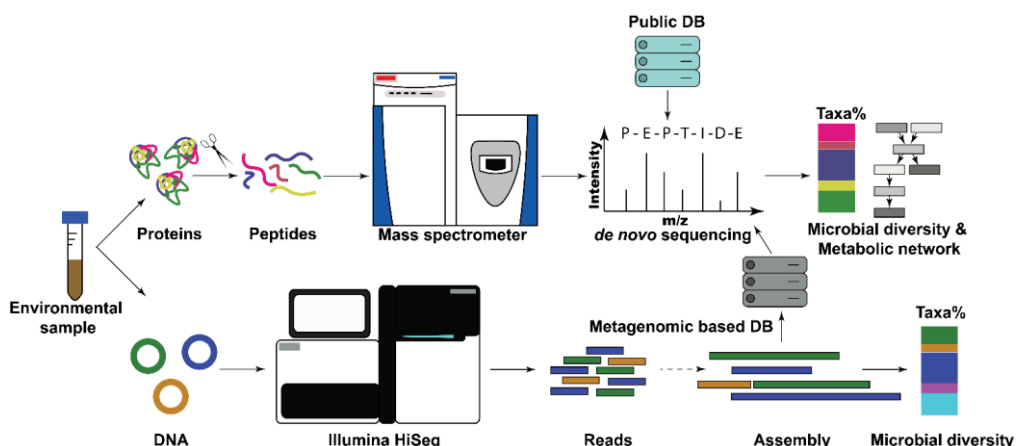 Public DB
P-E-P-T-I-D-E
Taxa%
Intensity
m/z
Proteins
Peptides
Mass spectrometer
de novo sequencing
Microbial diversity &
Metabolic network
Environmental
sample
Metagenomic based DB
Taxa%
DNA
Illumina HiSeq
Reads
Assembly
Microbial diversity